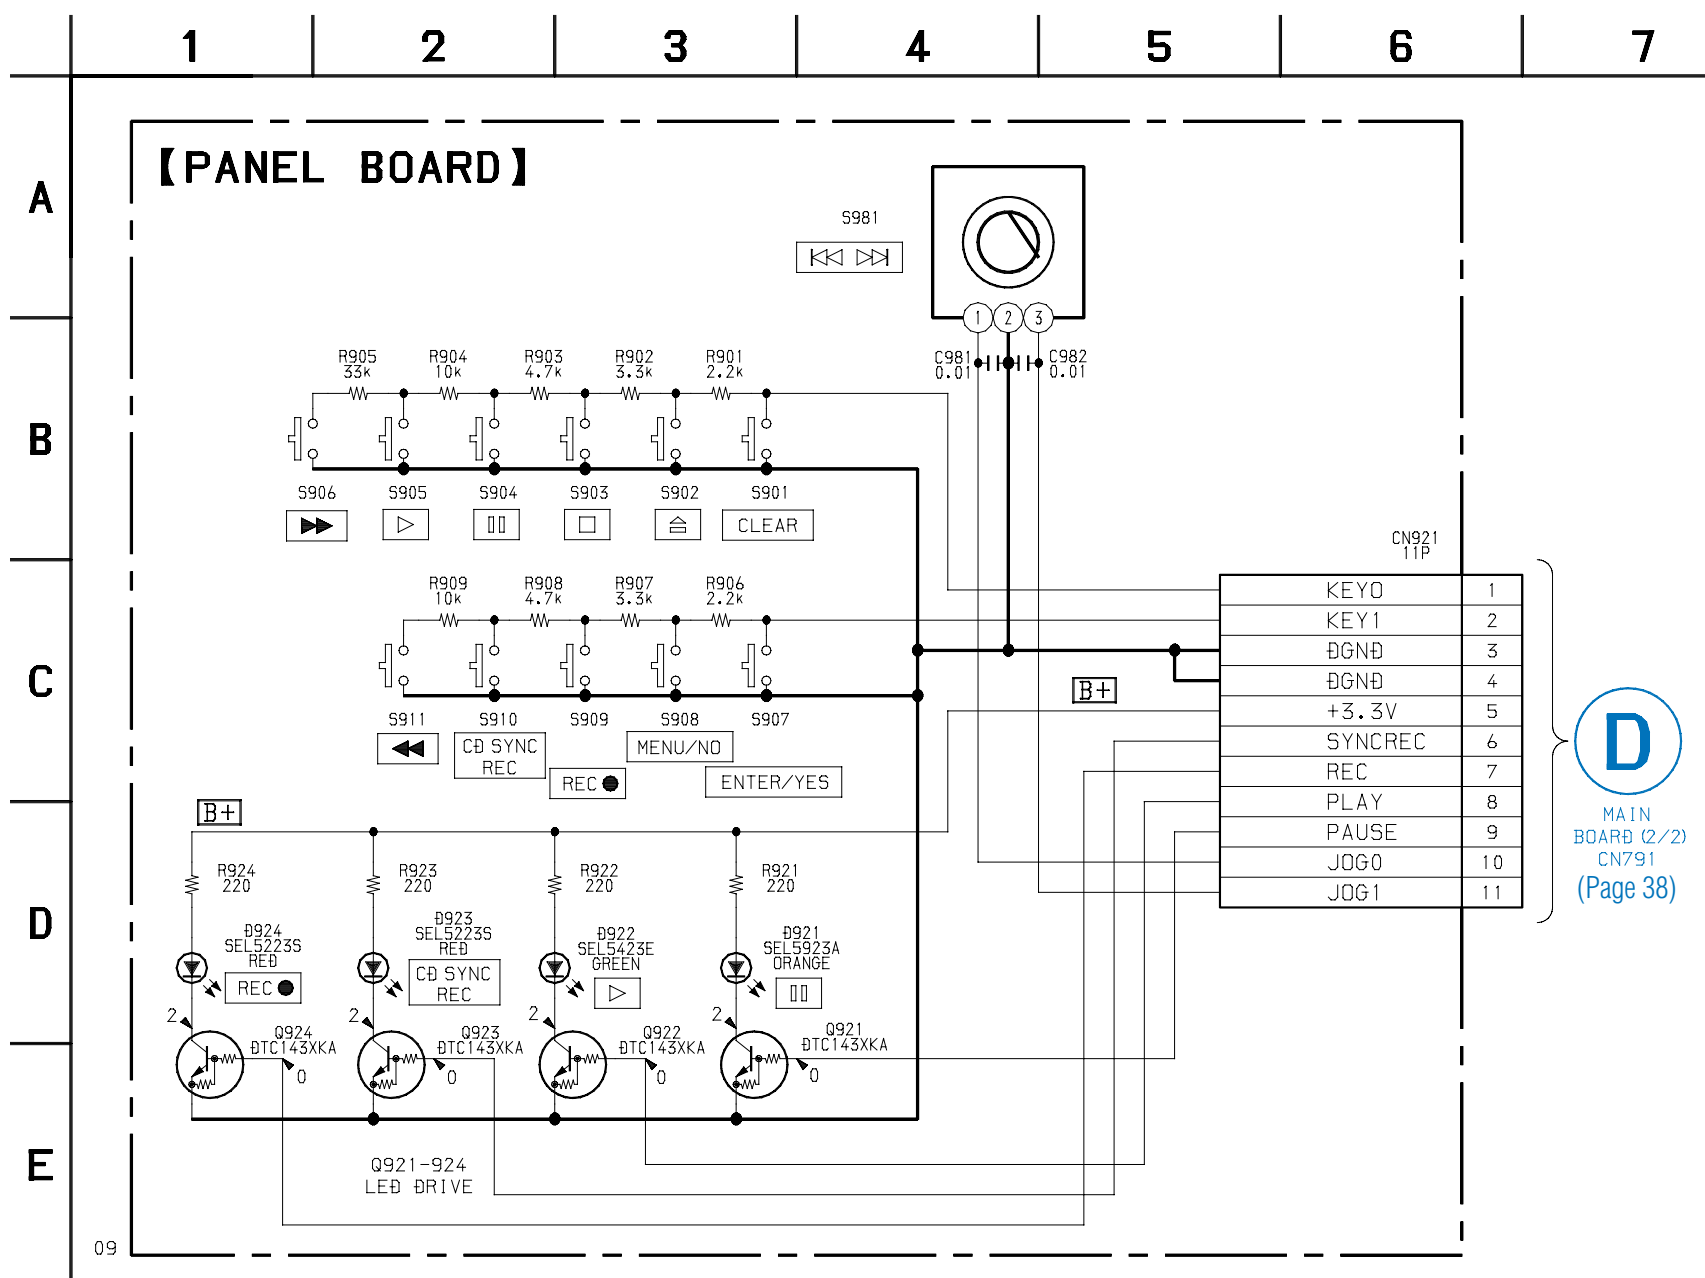 1 2 3 4 5 6 7
A
B
C
D
E
【PANEL BOARD】
S981
1 2 3
C981
0.01
C982
0.01
R905
33k
R904
10k
R903
4.7k
R902
3.3k
R901
2.2k
S906
S905
S904
S903
S902
S901
CLEAR
R909
10k
R908
4.7k
R907
3.3k
R906
2.2k
S911
S910
S909
S908
S907
CD SYNC
REC
REC
MENU/NO
ENTER/YES
CN921
11P
KEY0 1
KEY1 2
DGND 3
DGND 4
+3.3V 5
SYNCREC 6
REC 7
PLAY 8
PAUSE 9
JOG0 10
JOG1 11
B+
D
MAIN
BOARD (2/2)
CN791
(Page 38)
B+
R924
220
R923
220
R922
220
R921
220
D924
SEL5223S
RED
REC
D923
SEL5223S
RED
CD SYNC
REC
D922
SEL5423E
GREEN
D921
SEL5923A
ORANGE
2
2
2
2
Q924
DTC143XKA
0
Q923
DTC143XKA
0
Q922
DTC143XKA
0
Q921
DTC143XKA
0
Q921-924
LED DRIVE
09